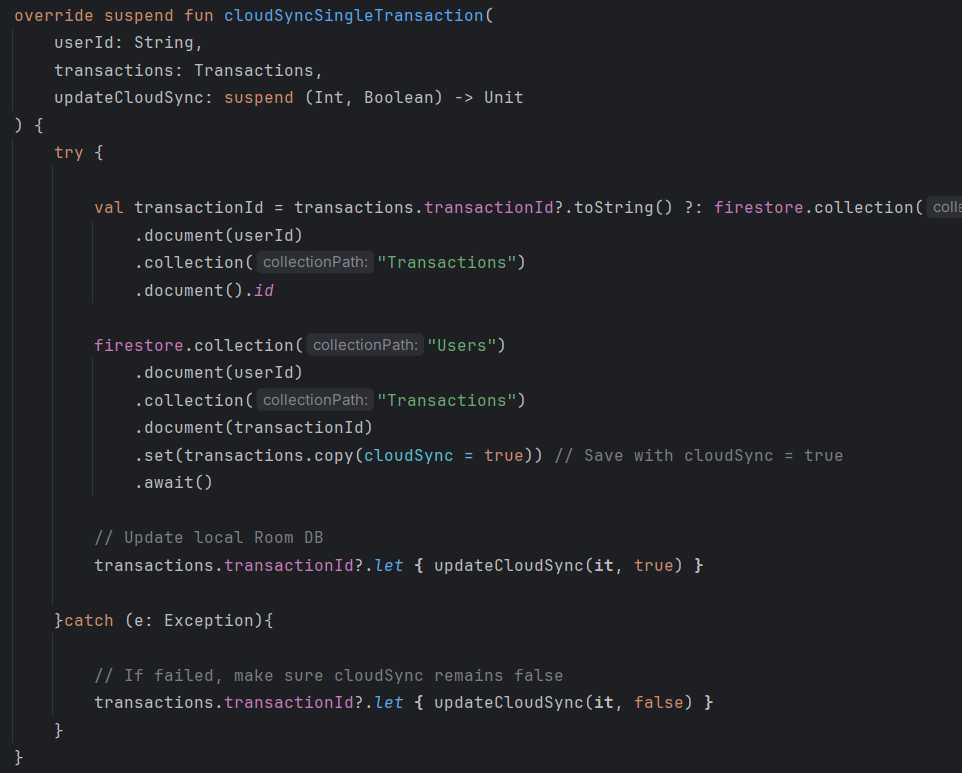 override suspend fun cloudSyncSingleTransaction(
    userId: String,
    transactions: Transactions,
    updateCloudSync: suspend (Int, Boolean) -> Unit
) {
    try {
        val transactionId = transactions.transactionId?.toString() ?: firestore.collection(
            .document(userId)
            .collection( collectionPath: "Transactions")
            .document().id
        firestore.collection( collectionPath: "Users")
            .document(userId)
            .collection( collectionPath: "Transactions")
            .document(transactionId)
            .set(transactions.copy(cloudSync = true)) // Save with cloudSync = true
            .await()
        // Update local Room DB
        transactions.transactionId?.let { updateCloudSync(it, true) }
    }catch (e: Exception){
        // If failed, make sure cloudSync remains false
        transactions.transactionId?.let { updateCloudSync(it, false) }
    }
}